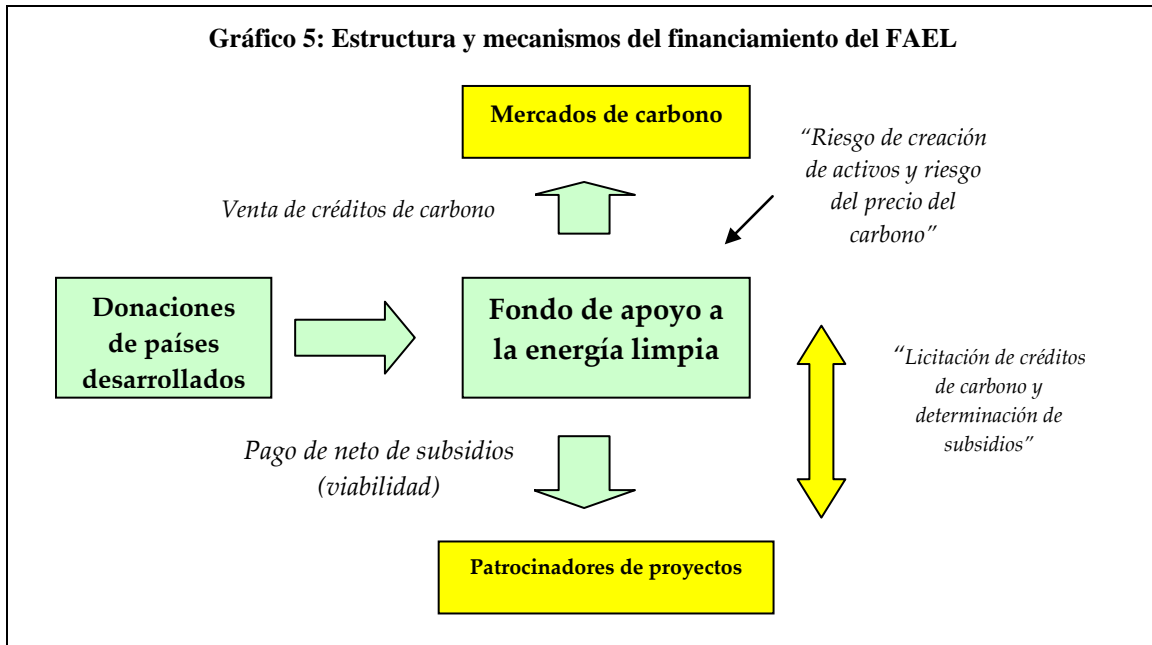 Gráfico 5: Estructura y mecanismos del financiamiento del FAEL
Mercados de carbono
“Riesgo de creación
de activos y riesgo
del precio del
carbono”
Venta de créditos de carbono
Donaciones
de países
desarrollados
Fondo de apoyo a
la energía limpia
“Licitación de créditos
de carbono y
determinación de
subsidios”
Pago de neto de subsidios
(viabilidad)
Patrocinadores de proyectos